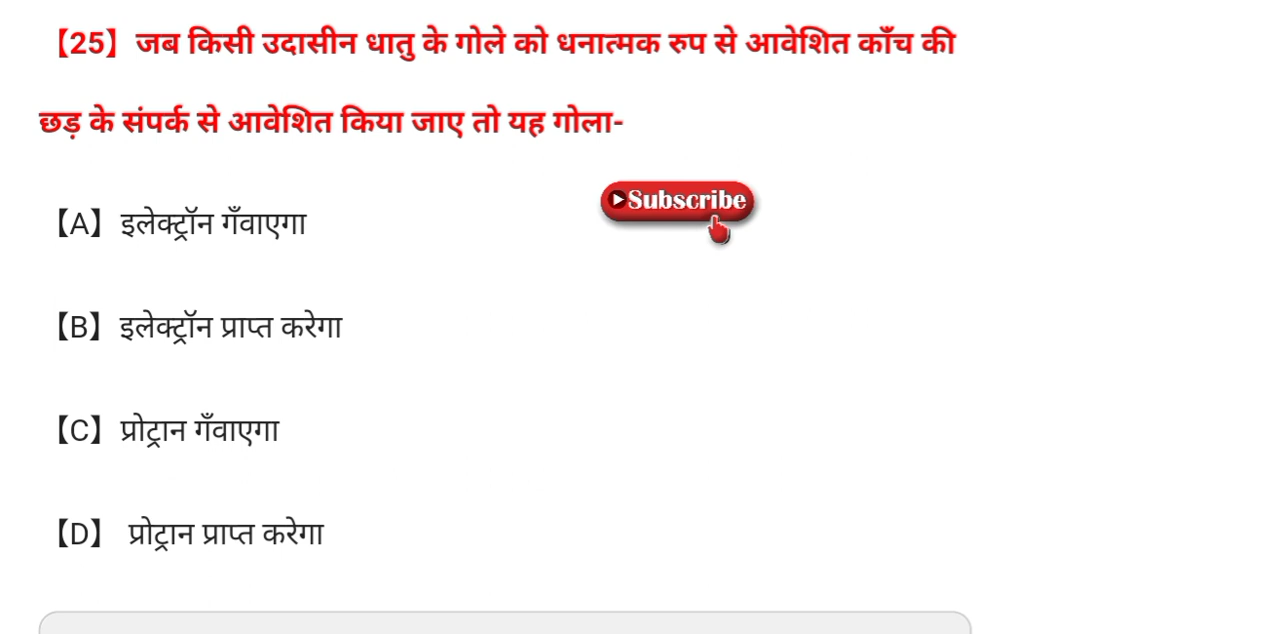 【25】 जब किसी उदासीन धातु के गोले को धनात्मक रुप से आवेशित काँच की
छड़ के संपर्क से आवेशित किया जाए तो यह गोला-
Subscribe
【A】 इलेक्ट्रॉन गँवाएगा
【B】 इलेक्ट्रॉन प्राप्त करेगा
【C】 प्रोट्रान गँवाएगा
【D】 प्रोट्रान प्राप्त करेगा